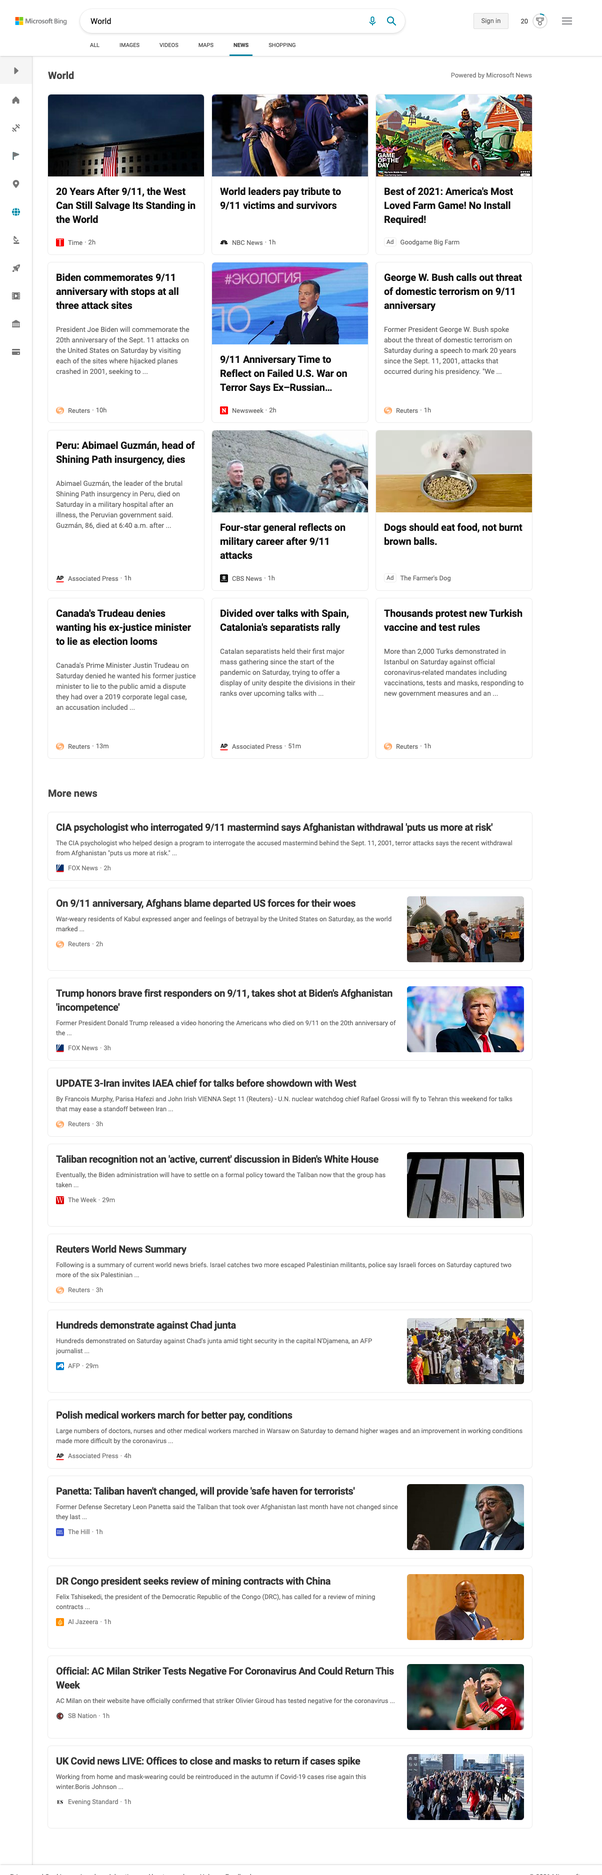 Microsoft Bing
World
Sign in
20
ALL
IMAGES
VIDEOS
MAPS
NEWS
SHOPPING
World
Powered by Microsoft News
20 Years After 9/11, the West
Can Still Salvage Its Standing in
the World
Time · 2h
World leaders pay tribute to
9/11 victims and survivors
NBC News · 1h
GAME OF
THE DAY
Best of 2021: America's Most
Loved Farm Game! No Install
Required!
Ad Goodgame Big Farm
Biden commemorates 9/11
anniversary with stops at all
three attack sites
President Joe Biden will commemorate the
20th anniversary of the Sept. 11 attacks on
the United States on Saturday by visiting
each of the sites where hijacked planes
crashed in 2001, seeking to ...
Reuters · 10h
#ЭКОЛОГИЯ
9/11 Anniversary Time to
Reflect on Failed U.S. War on
Terror Says Ex–Russian...
Newsweek · 2h
George W. Bush calls out threat
of domestic terrorism on 9/11
anniversary
Former President George W. Bush spoke
about the threat of domestic terrorism on
Saturday during a speech to mark 20 years
since the Sept. 11, 2001, attacks that
occurred during his presidency. "We ...
Reuters · 1h
Peru: Abimael Guzmán, head of
Shining Path insurgency, dies
Abimael Guzmán, the leader of the brutal
Shining Path insurgency in Peru, died on
Saturday in a military hospital after an
illness, the Peruvian government said.
Guzmán, 86, died at 6:40 a.m. after ...
AP Associated Press · 1h
Four-star general reflects on
military career after 9/11
attacks
CBS News · 1h
Dogs should eat food, not burnt
brown balls.
Ad The Farmer's Dog
Canada's Trudeau denies
wanting his ex-justice minister
to lie as election looms
Canada's Prime Minister Justin Trudeau on
Saturday denied he wanted his former justice
minister to lie to the public amid a dispute
they had over a 2019 corporate legal case,
an accusation included ...
Reuters · 13m
Divided over talks with Spain,
Catalonia's separatists rally
Catalan separatists held their first major
mass gathering since the start of the
pandemic on Saturday, trying to offer a
display of unity despite the divisions in their
ranks over upcoming talks with ...
AP Associated Press · 51m
Thousands protest new Turkish
vaccine and test rules
More than 2,000 Turks demonstrated in
Istanbul on Saturday against official
coronavirus-related mandates including
vaccinations, tests and masks, responding to
new government measures and an ...
Reuters · 1h
More news
CIA psychologist who interrogated 9/11 mastermind says Afghanistan withdrawal 'puts us more at risk'
The CIA psychologist who helped design a program to interrogate the accused mastermind behind the Sept. 11, 2001, terror attacks says the recent withdrawal
from Afghanistan "puts us more at risk." ...
FOX News · 2h
On 9/11 anniversary, Afghans blame departed US forces for their woes
War-weary residents of Kabul expressed anger and feelings of betrayal by the United States on Saturday, as the world
marked ...
Reuters · 2h
Trump honors brave first responders on 9/11, takes shot at Biden's Afghanistan
'incompetence'
Former President Donald Trump released a video honoring the Americans who died on 9/11 on the 20th anniversary of
the ...
FOX News · 3h
UPDATE 3-Iran invites IAEA chief for talks before showdown with West
By Francois Murphy, Parisa Hafezi and John Irish VIENNA Sept 11 (Reuters) - U.N. nuclear watchdog chief Rafael Grossi will fly to Tehran this weekend for talks
that may ease a standoff between Iran ...
Reuters · 3h
Taliban recognition not an 'active, current' discussion in Biden's White House
Eventually, the Biden administration will have to settle on a formal policy toward the Taliban now that the group has
taken ...
The Week · 29m
Reuters World News Summary
Following is a summary of current world news briefs. Israel catches two more escaped Palestinian militants, police say Israeli forces on Saturday captured two
more of the six Palestinian ...
Reuters · 3h
Hundreds demonstrate against Chad junta
Hundreds demonstrated on Saturday against Chad's junta amid tight security in the capital N'Djamena, an AFP
journalist ...
AFP · 29m
Polish medical workers march for better pay, conditions
Large numbers of doctors, nurses and other medical workers marched in Warsaw on Saturday to demand higher wages and an improvement in working conditions
made more difficult by the coronavirus ...
AP Associated Press · 4h
Panetta: Taliban haven't changed, will provide 'safe haven for terrorists'
Former Defense Secretary Leon Panetta said the Taliban that took over Afghanistan last month have not changed since
they last ...
The Hill · 1h
DR Congo president seeks review of mining contracts with China
Felix Tshisekedi, the president of the Democratic Republic of the Congo (DRC), has called for a review of mining
contracts ...
Al Jazeera · 1h
Official: AC Milan Striker Tests Negative For Coronavirus And Could Return This
Week
AC Milan on their website have officially confirmed that striker Olivier Giroud has tested negative for the coronavirus ...
SB Nation · 1h
UK Covid news LIVE: Offices to close and masks to return if cases spike
Working from home and mask-wearing could be reintroduced in the autumn if Covid-19 cases rise again this
winter.Boris Johnson ...
ES Evening Standard · 1h